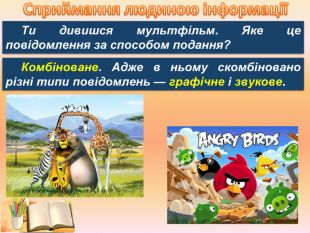 Сприймання людиною інформації
Ти дивишся мультфільм. Яке це
повідомлення за способом подання?
Комбіноване. Адже в ньому скомбіновано
різні типи повідомлень — графічне і звукове.
ANGRY BIRDS